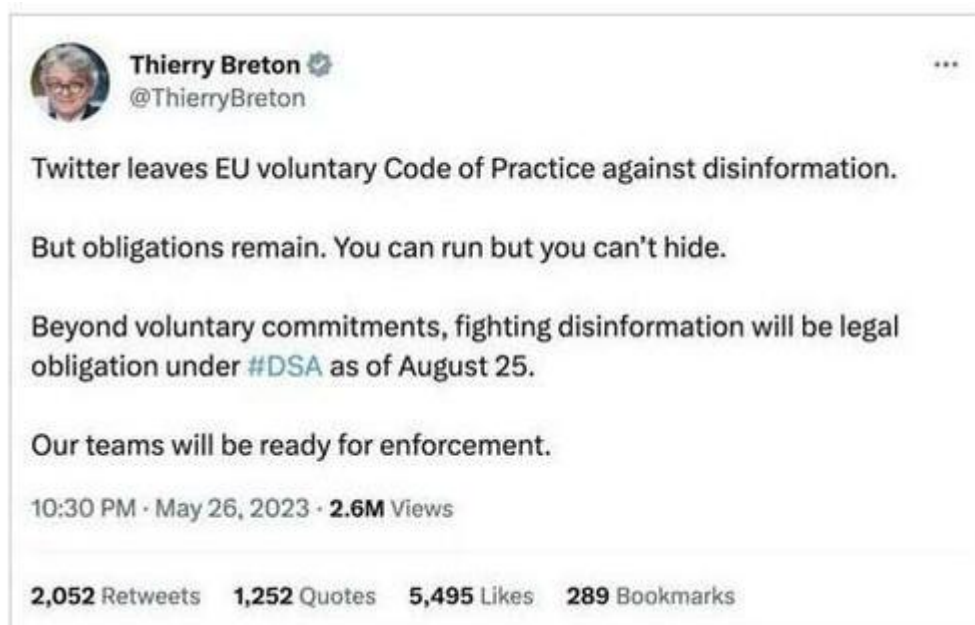 Thierry Breton
@ThierryBreton
Twitter leaves EU voluntary Code of Practice against disinformation.
But obligations remain. You can run but you can’t hide.
Beyond voluntary commitments, fighting disinformation will be legal
obligation under #DSA as of August 25.
Our teams will be ready for enforcement.
10:30 PM · May 26, 2023 · 2.6M Views
2,052 Retweets 1,252 Quotes 5,495 Likes 289 Bookmarks